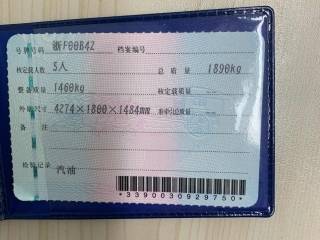 号牌号码 浙F00B4Z 档案编号
核定载人数 5人 总质量 1890kg
整备质量 1460kg 核定载质量 --
外廓尺寸 4274×1800×1484mm 准牵引总质量 --
备注
检验记录
汽油
*3390030929750*